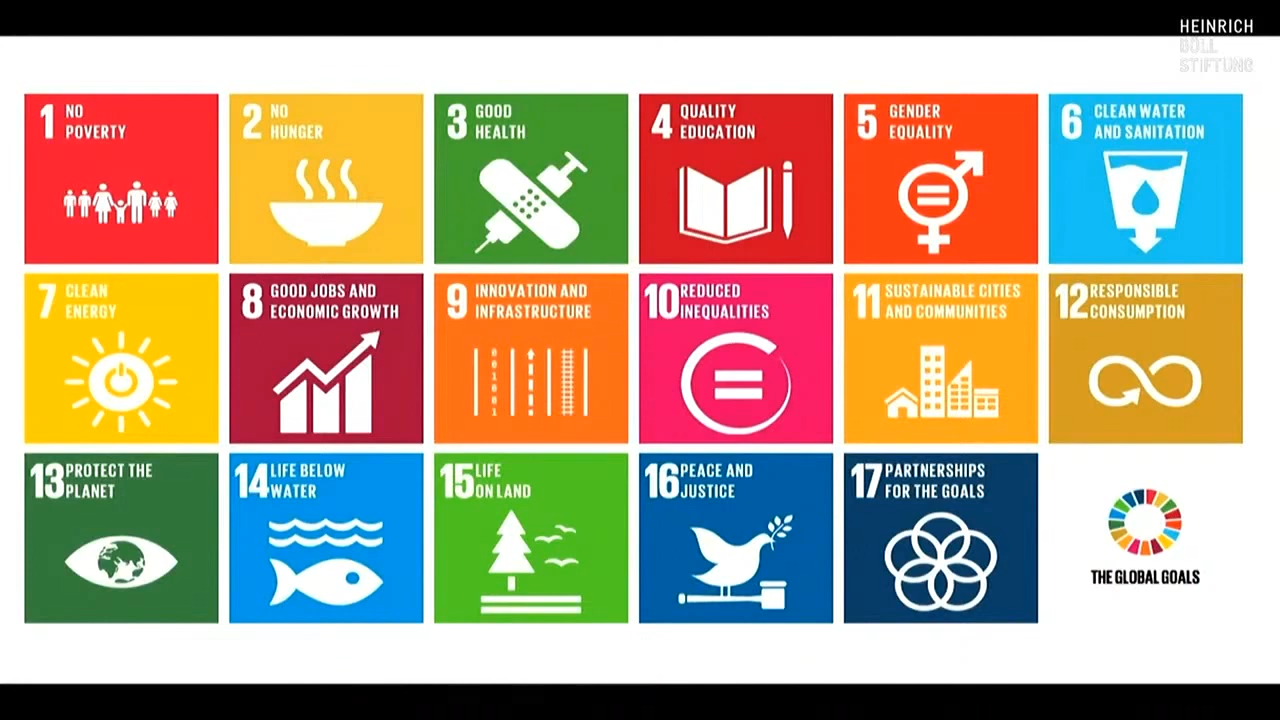 HEINRICH
BÖLL
STIFTUNG
1 NO
POVERTY
2 NO
HUNGER
3 GOOD
HEALTH
4 QUALITY
EDUCATION
5 GENDER
EQUALITY
6 CLEAN WATER
AND SANITATION
7 CLEAN
ENERGY
8 GOOD JOBS AND
ECONOMIC GROWTH
9 INNOVATION AND
INFRASTRUCTURE
10 REDUCED
INEQUALITIES
11 SUSTAINABLE CITIES
AND COMMUNITIES
12 RESPONSIBLE
CONSUMPTION
13 PROTECT THE
PLANET
14 LIFE BELOW
WATER
15 LIFE
ON LAND
16 PEACE AND
JUSTICE
17 PARTNERSHIPS
FOR THE GOALS
THE GLOBAL GOALS